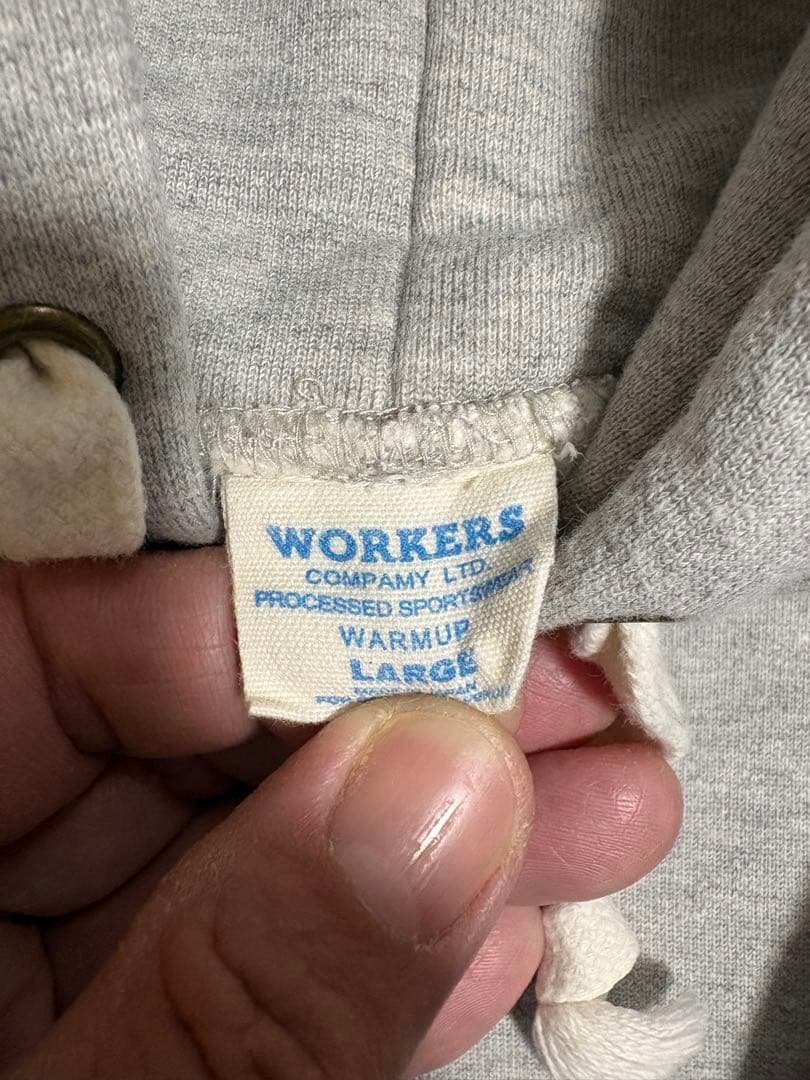 WORKERS
COMPAMY LTD.
PROCESSED SPORTSWEAR
WARMUP
LARGE